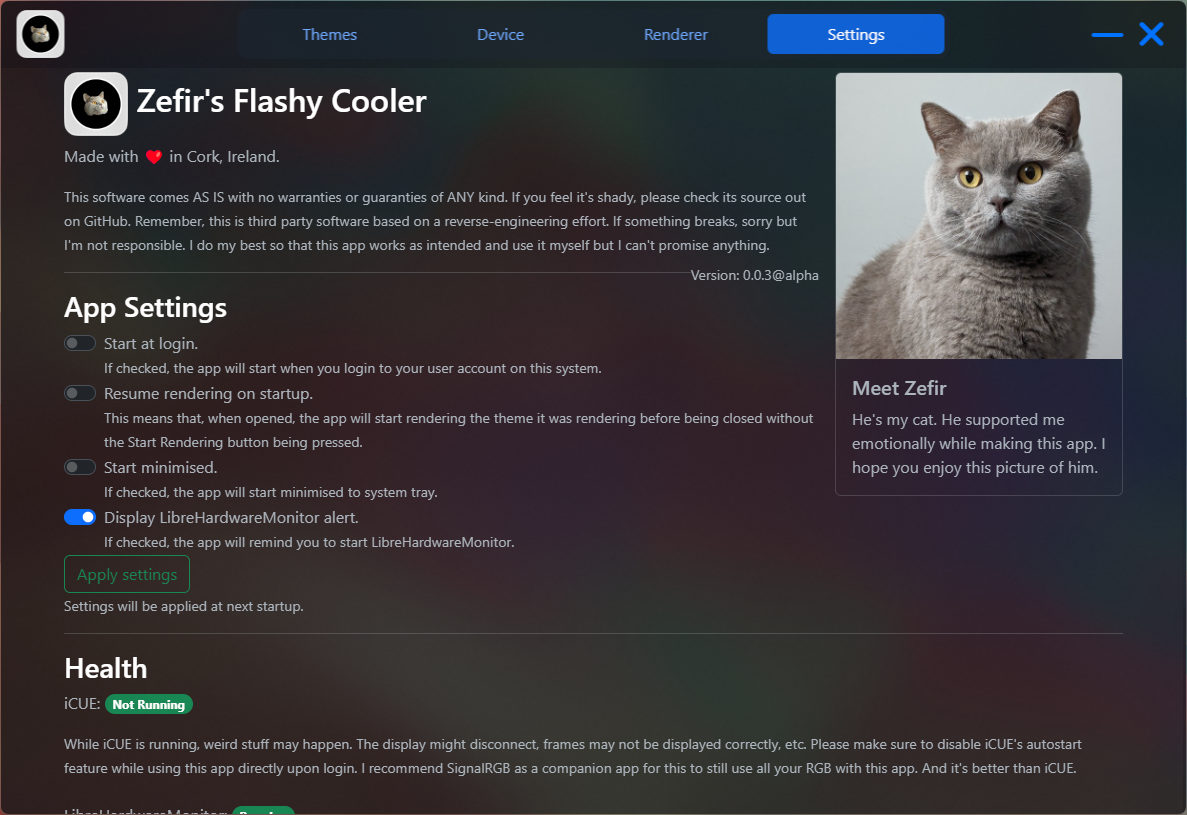 Themes
Device
Renderer
Settings
Zefir's Flashy Cooler
Made with ❤️ in Cork, Ireland.
This software comes AS IS with no warranties or guaranties of ANY kind. If you feel it's shady, please check its source out
on GitHub. Remember, this is third party software based on a reverse-engineering effort. If something breaks, sorry but
I'm not responsible. I do my best so that this app works as intended and use it myself but I can't promise anything.
Version: 0.0.3@alpha
App Settings
Start at login.
If checked, the app will start when you login to your user account on this system.
Resume rendering on startup.
This means that, when opened, the app will start rendering the theme it was rendering before being closed without
the Start Rendering button being pressed.
Start minimised.
If checked, the app will start minimised to system tray.
Display LibreHardwareMonitor alert.
If checked, the app will remind you to start LibreHardwareMonitor.
Apply settings
Settings will be applied at next startup.
Meet Zefir
He's my cat. He supported me
emotionally while making this app. I
hope you enjoy this picture of him.
Health
iCUE: Not Running
While iCUE is running, weird stuff may happen. The display might disconnect, frames may not be displayed correctly, etc. Please make sure to disable iCUE's autostart
feature while using this app directly upon login. I recommend SignalRGB as a companion app for this to still use all your RGB with this app. And it's better than iCUE.
LibreHardwareMonitor: